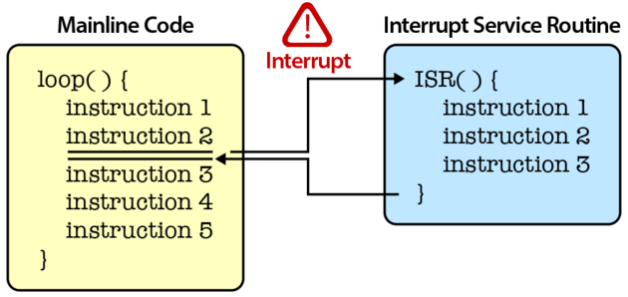 Mainline Code
loop( ) {
instruction 1
instruction 2
instruction 3
instruction 4
instruction 5
}
!
Interrupt
Interrupt Service Routine
ISR( ) {
instruction 1
instruction 2
instruction 3
}